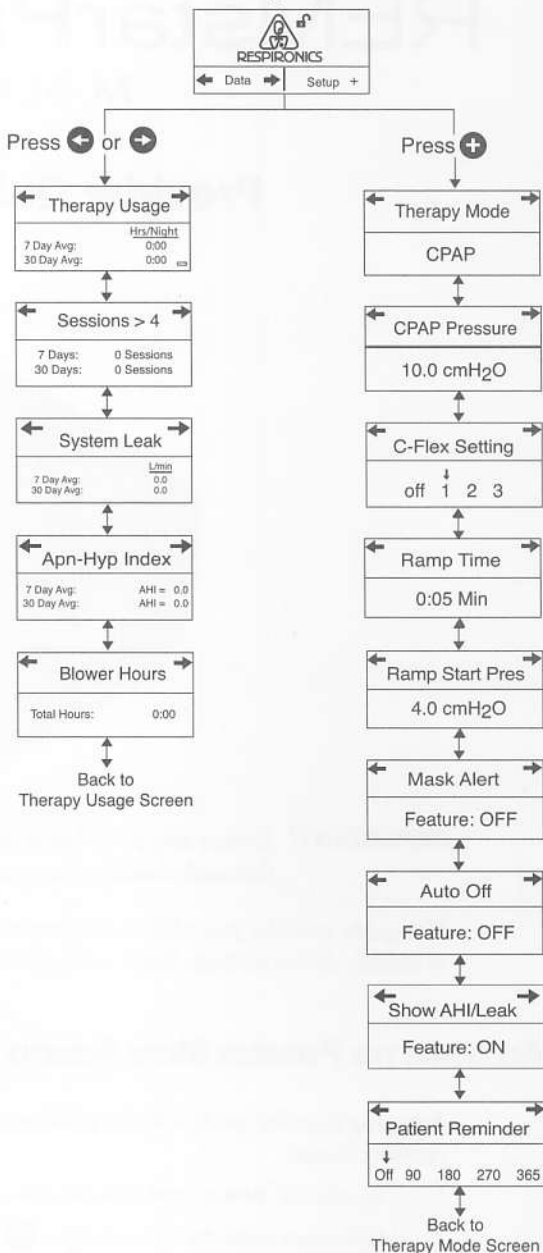 RESPIRONICS
Data Setup +
Press or
Therapy Usage
Hrs/Night
7 Day Avg: 0:00
30 Day Avg: 0:00
Sessions > 4
7 Days: 0 Sessions
30 Days: 0 Sessions
System Leak
L/min
7 Day Avg: 0.0
30 Day Avg: 0.0
Apn-Hyp Index
7 Day Avg: AHI = 0.0
30 Day Avg: AHI = 0.0
Blower Hours
Total Hours: 0:00
Back to
Therapy Usage Screen
Press +
Therapy Mode
CPAP
CPAP Pressure
10.0 cmH2O
C-Flex Setting
off 1 2 3
Ramp Time
0:05 Min
Ramp Start Pres
4.0 cmH2O
Mask Alert
Feature: OFF
Auto Off
Feature: OFF
Show AHI/Leak
Feature: ON
Patient Reminder
Off 90 180 270 365
Back to
Therapy Mode Screen